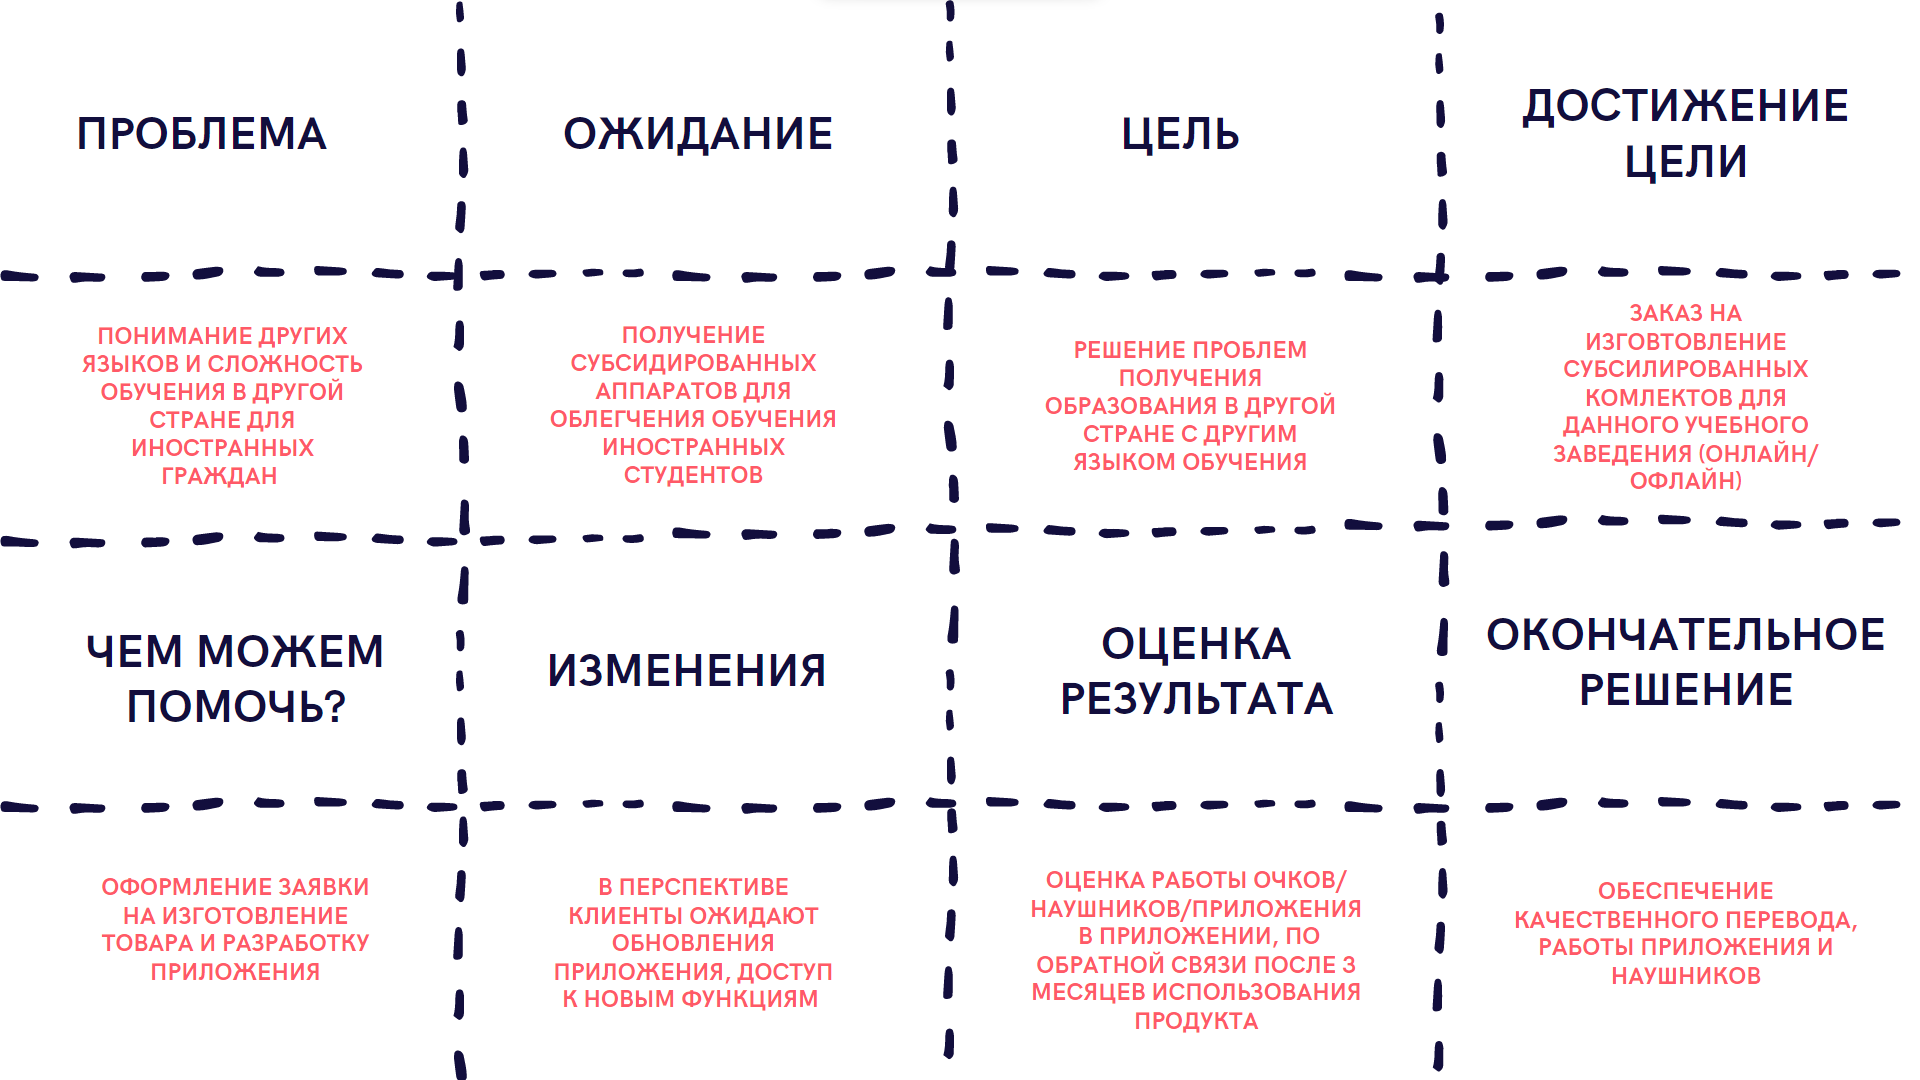 ПРОБЛЕМА
ОЖИДАНИЕ
ЦЕЛЬ
ДОСТИЖЕНИЕ
ЦЕЛИ
ПОНИМАНИЕ ДРУГИХ
ЯЗЫКОВ И СЛОЖНОСТЬ
ОБУЧЕНИЯ В ДРУГОЙ
СТРАНЕ ДЛЯ
ИНОСТРАННЫХ
ГРАЖДАН
ПОЛУЧЕНИЕ
СУБСИДИРОВАННЫХ
АППАРАТОВ ДЛЯ
ОБЛЕГЧЕНИЯ ОБУЧЕНИЯ
ИНОСТРАННЫХ
СТУДЕНТОВ
РЕШЕНИЕ ПРОБЛЕМ
ПОЛУЧЕНИЯ
ОБРАЗОВАНИЯ В ДРУГОЙ
СТРАНЕ С ДРУГИМ
ЯЗЫКОМ ОБУЧЕНИЯ
ЗАКАЗ НА
ИЗГОВТОВЛЕНИЕ
СУБСИЛИРОВАННЫХ
КОМЛЕКТОВ ДЛЯ
ДАННОГО УЧЕБНОГО
ЗАВЕДЕНИЯ (ОНЛАЙН/
ОФЛАЙН)
ЧЕМ МОЖЕМ
ПОМОЧЬ?
ИЗМЕНЕНИЯ
ОЦЕНКА
РЕЗУЛЬТАТА
ОКОНЧАТЕЛЬНОЕ
РЕШЕНИЕ
ОФОРМЛЕНИЕ ЗАЯВКИ
НА ИЗГОТОВЛЕНИЕ
ТОВАРА И РАЗРАБОТКУ
ПРИЛОЖЕНИЯ
В ПЕРСПЕКТИВЕ
КЛИЕНТЫ ОЖИДАЮТ
ОБНОВЛЕНИЯ
ПРИЛОЖЕНИЯ, ДОСТУП
К НОВЫМ ФУНКЦИЯМ
ОЦЕНКА РАБОТЫ ОЧКОВ/
НАУШНИКОВ/ПРИЛОЖЕНИЯ
В ПРИЛОЖЕНИИ, ПО
ОБРАТНОЙ СВЯЗИ ПОСЛЕ 3
МЕСЯЦЕВ ИСПОЛЬЗОВАНИЯ
ПРОДУКТА
ОБЕСПЕЧЕНИЕ
КАЧЕСТВЕННОГО ПЕРЕВОДА,
РАБОТЫ ПРИЛОЖЕНИЯ И
НАУШНИКОВ